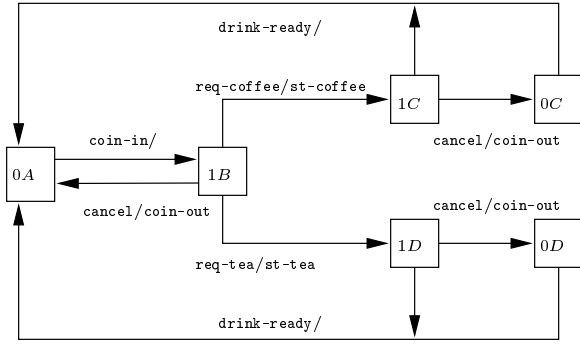 drink-ready/
req-coffee/st-coffee
1C
0C
coin-in/
cancel/coin-out
0A
1B
cancel/coin-out
cancel/coin-out
1D
0D
req-tea/st-tea
drink-ready/